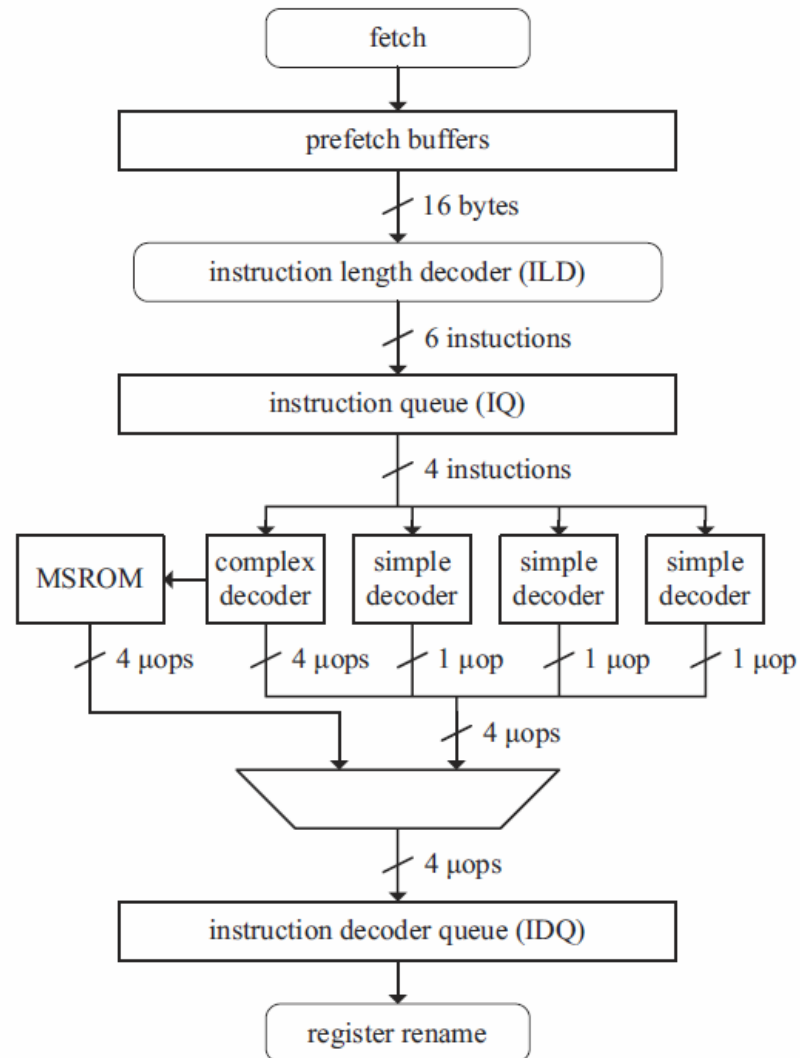 fetch
prefetch buffers
16 bytes
instruction length decoder (ILD)
6 instuctions
instruction queue (IQ)
4 instuctions
MSROM
complex
decoder
simple
decoder
simple
decoder
simple
decoder
4 μops
4 μops
1 μop
1 μop
1 μop
4 μops
4 μops
instruction decoder queue (IDQ)
register rename